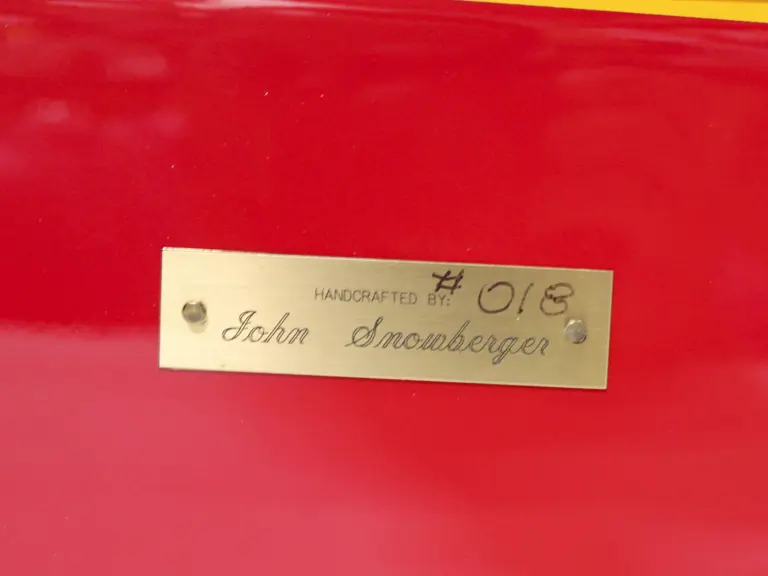 HANDCRAFTED BY: # 018
John Snowberger